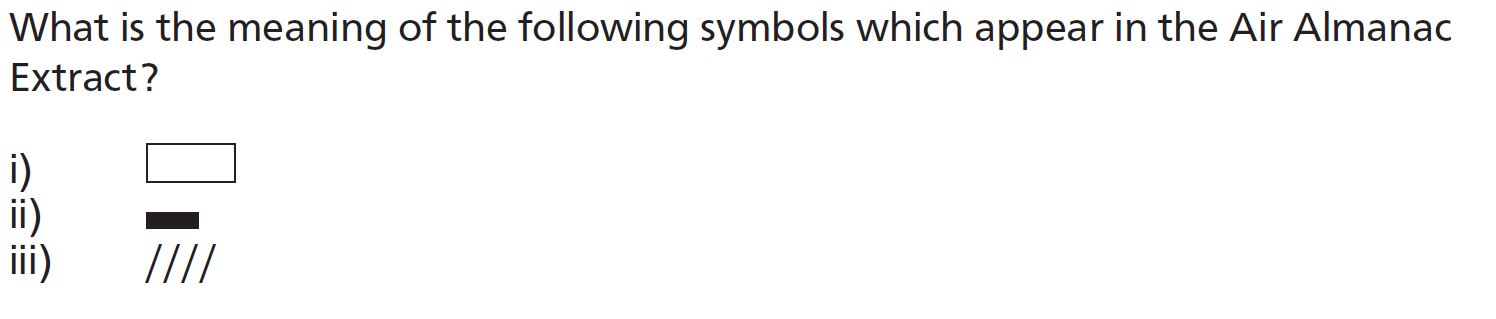 What is the meaning of the following symbols which appear in the Air Almanac
Extract?
i)
ii)
iii) ////